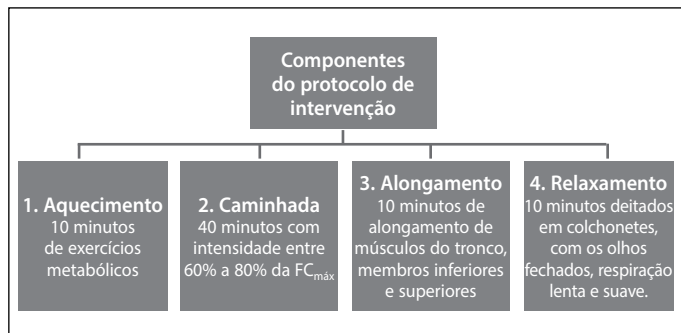 Componentes
do protocolo de
intervenção
1. Aquecimento
10 minutos
de exercícios
metabólicos
2. Caminhada
40 minutos com
intensidade entre
60% a 80% da FCmáx
3. Alongamento
10 minutos de
alongamento de
músculos do tronco,
membros inferiores
e superiores
4. Relaxamento
10 minutos deitados
em colchonetes,
com os olhos
fechados, respiração
lenta e suave.